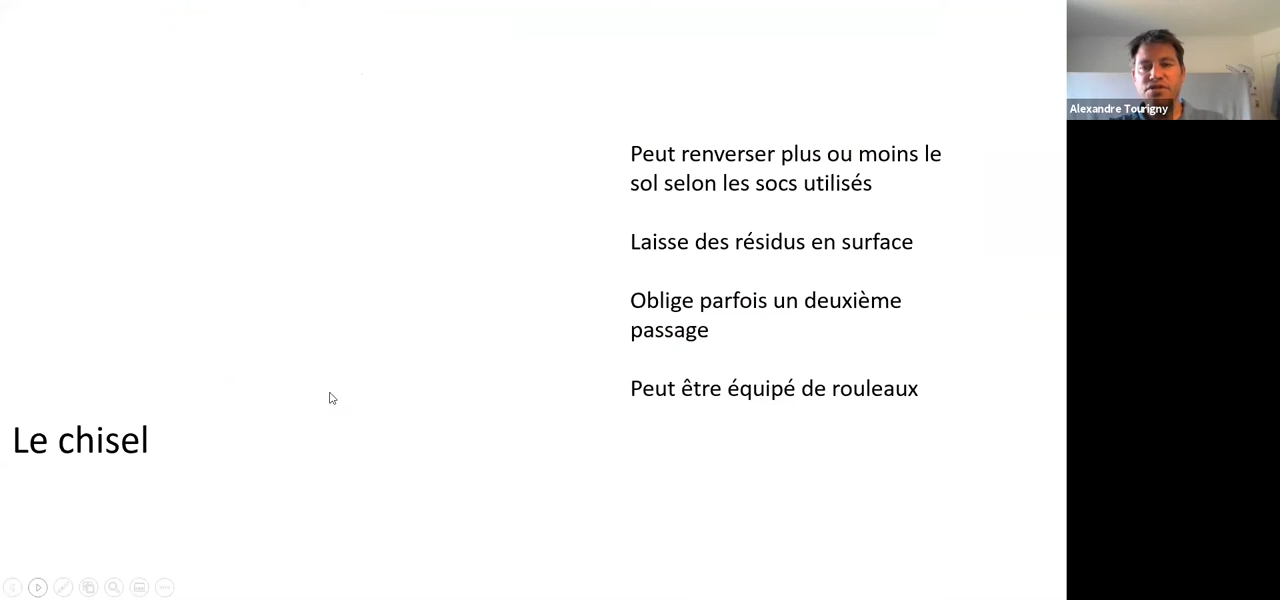 Alexandre Tourigny
Peut renverser plus ou moins le
sol selon les socs utilisés
Laisse des résidus en surface
Oblige parfois un deuxième
passage
Peut être équipé de rouleaux
Le chisel